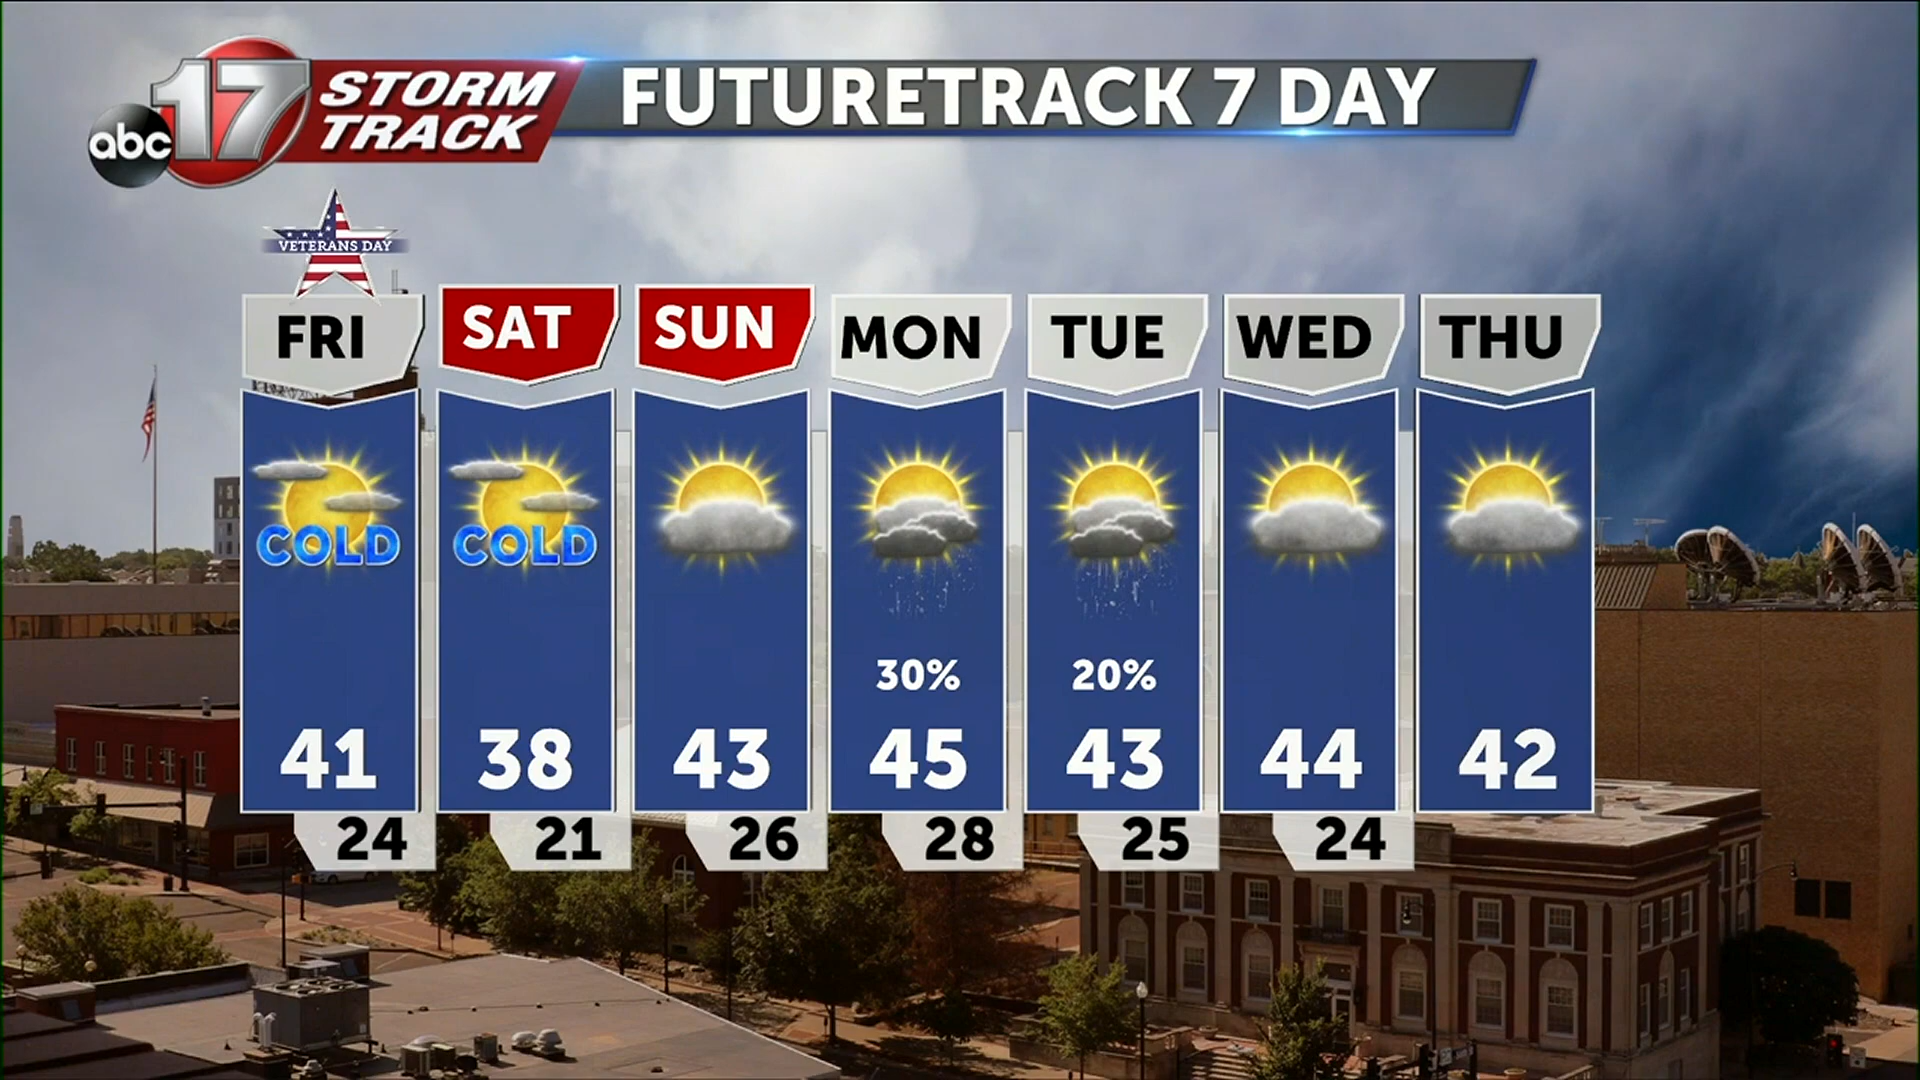 abc 17 STORM TRACK
FUTURETRACK 7 DAY
VETERANS DAY
FRI SAT SUN MON TUE WED THU
COLD COLD
30% 20%
41 38 43 45 43 44 42
24 21 26 28 25 24